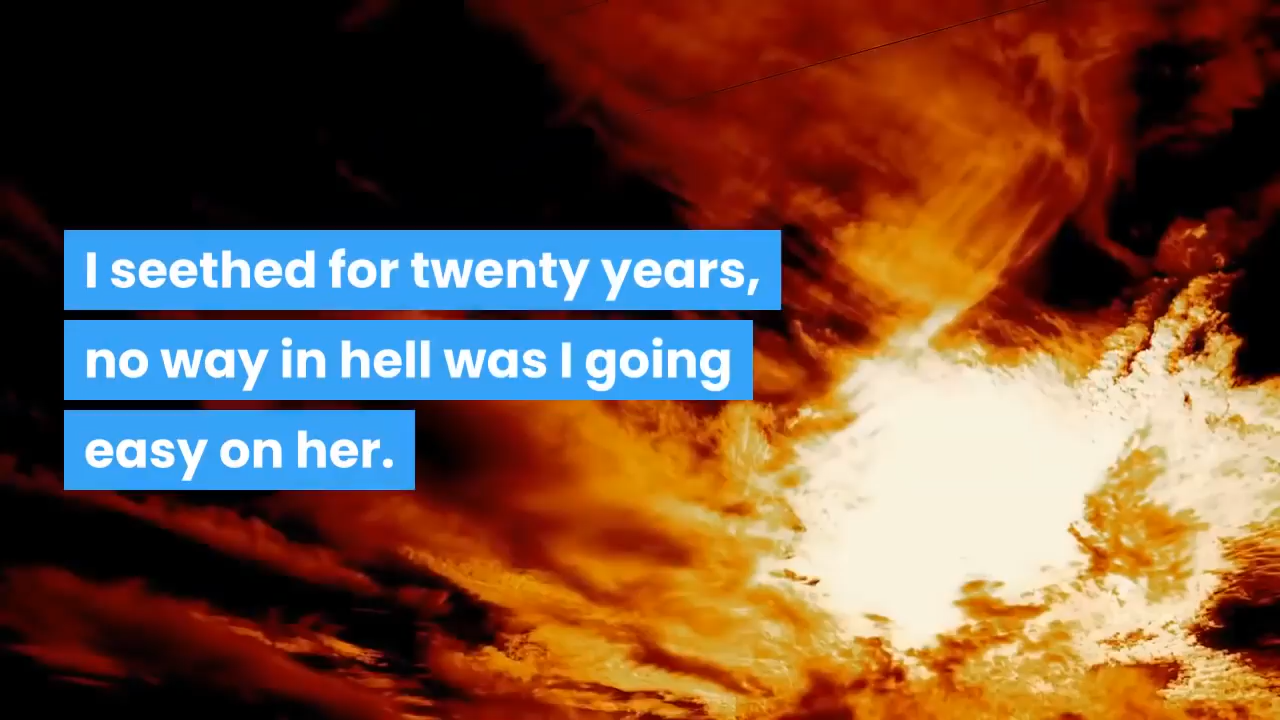 I seethed for twenty years,
no way in hell was I going
easy on her.